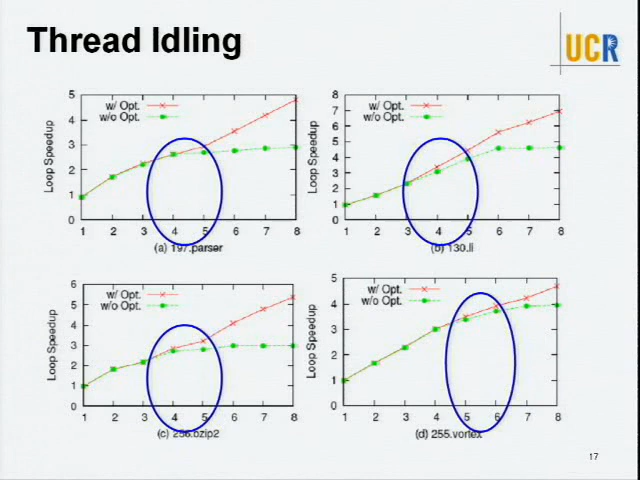 Thread Idling
UCR
w/ Opt.
w/o Opt.
Loop Speedup
5
4
3
2
1
0
1 2 3 4 5 6 7 8
(a) 197.parser
w/ Opt.
w/o Opt.
Loop Speedup
8
7
6
5
4
3
2
1
0
1 2 3 4 5 6 7 8
(b) 130.li
w/ Opt.
w/o Opt.
Loop Speedup
6
5
4
3
2
1
0
1 2 3 4 5 6 7 8
(c) 256.bzip2
w/ Opt.
w/o Opt.
Loop Speedup
5
4
3
2
1
0
1 2 3 4 5 6 7 8
(d) 255.vortex
17